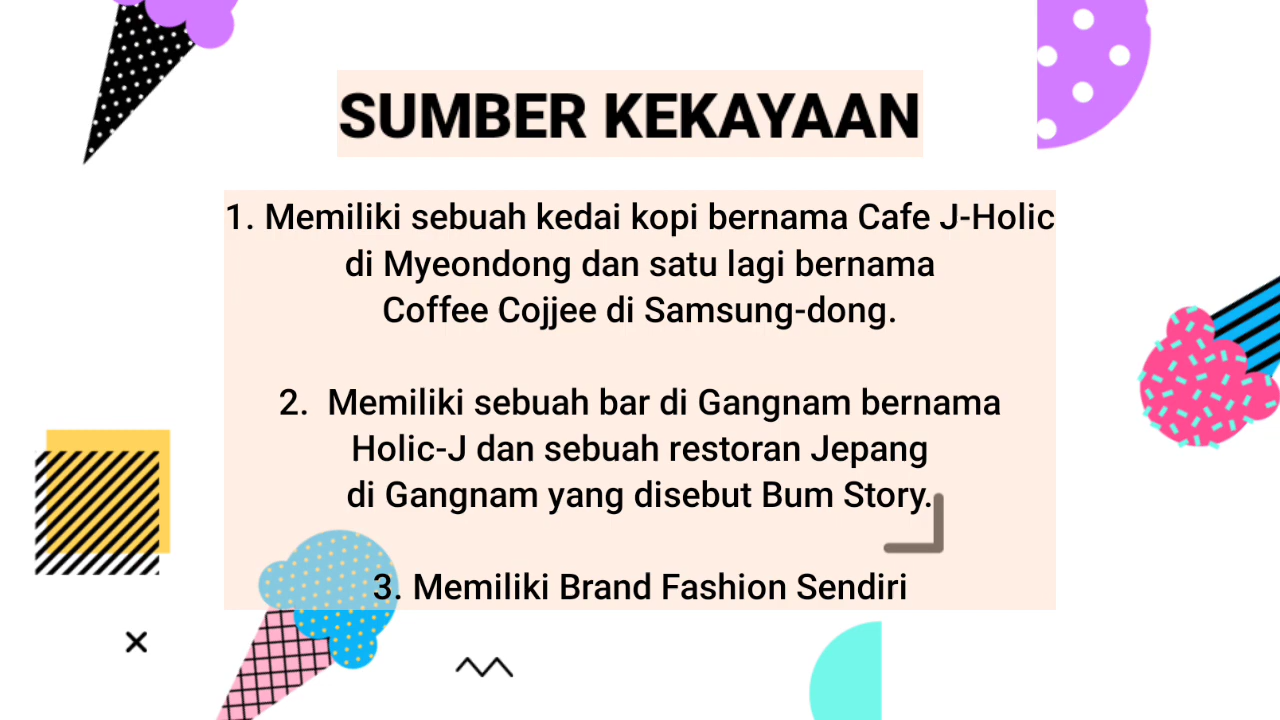 SUMBER KEKAYAAN
1. Memiliki sebuah kedai kopi bernama Cafe J-Holic
di Myeondong dan satu lagi bernama
Coffee Cojjee di Samsung-dong.
2. Memiliki sebuah bar di Gangnam bernama
Holic-J dan sebuah restoran Jepang
di Gangnam yang disebut Bum Story.
3. Memiliki Brand Fashion Sendiri